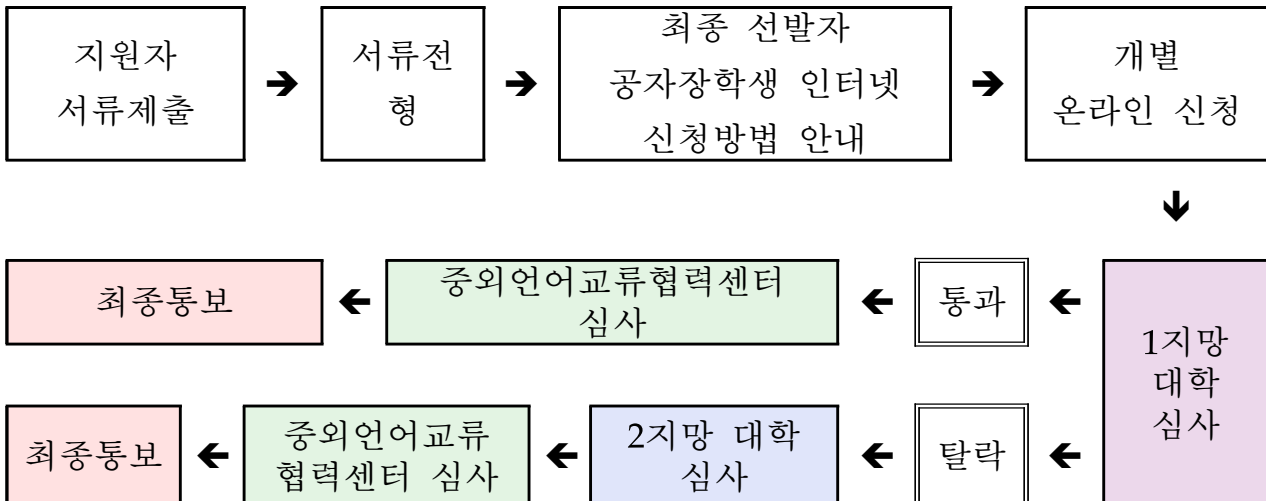 지원자
서류제출
서류전
형
최종 선발자
공자장학생 인터넷
신청방법 안내
개별
온라인 신청
1지망
대학
심사
통과
중외언어교류협력센터
심사
최종통보
탈락
2지망 대학
심사
중외언어교류
협력센터 심사
최종통보